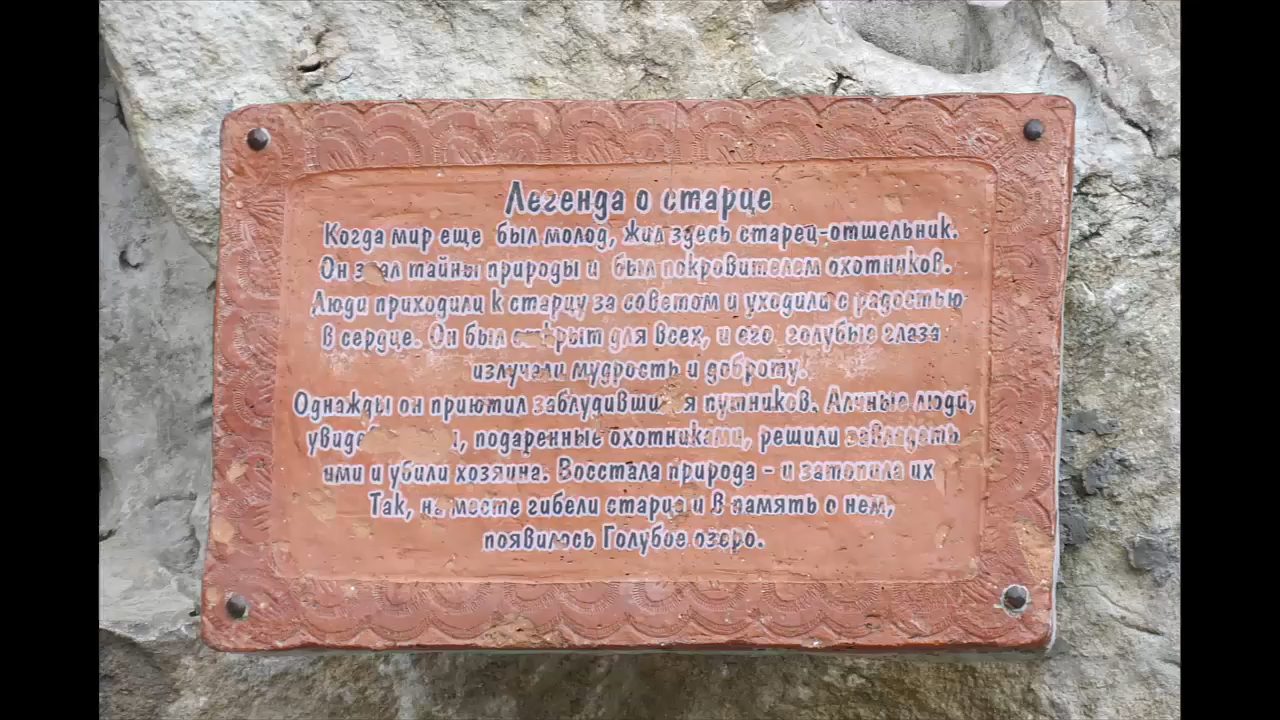 Легенда о старце
Когда мир еще был молод, жил здесь старец-отшельник.
Он знал тайны природы и был покровителем охотников.
Люди приходили к старцу за советом и уходили с радостью
в сердце. Он был открыт для всех, и его голубые глаза
излучали мудрость и доброту.
Однажды он приютил заблудившихся путников. Алчные люди,
подаренные охотниками, решили завладеть
ими и убили хозяина. Восстала природа - и затопила их
Так, на месте гибели старца и в память о нем,
появилось Голубое озеро.